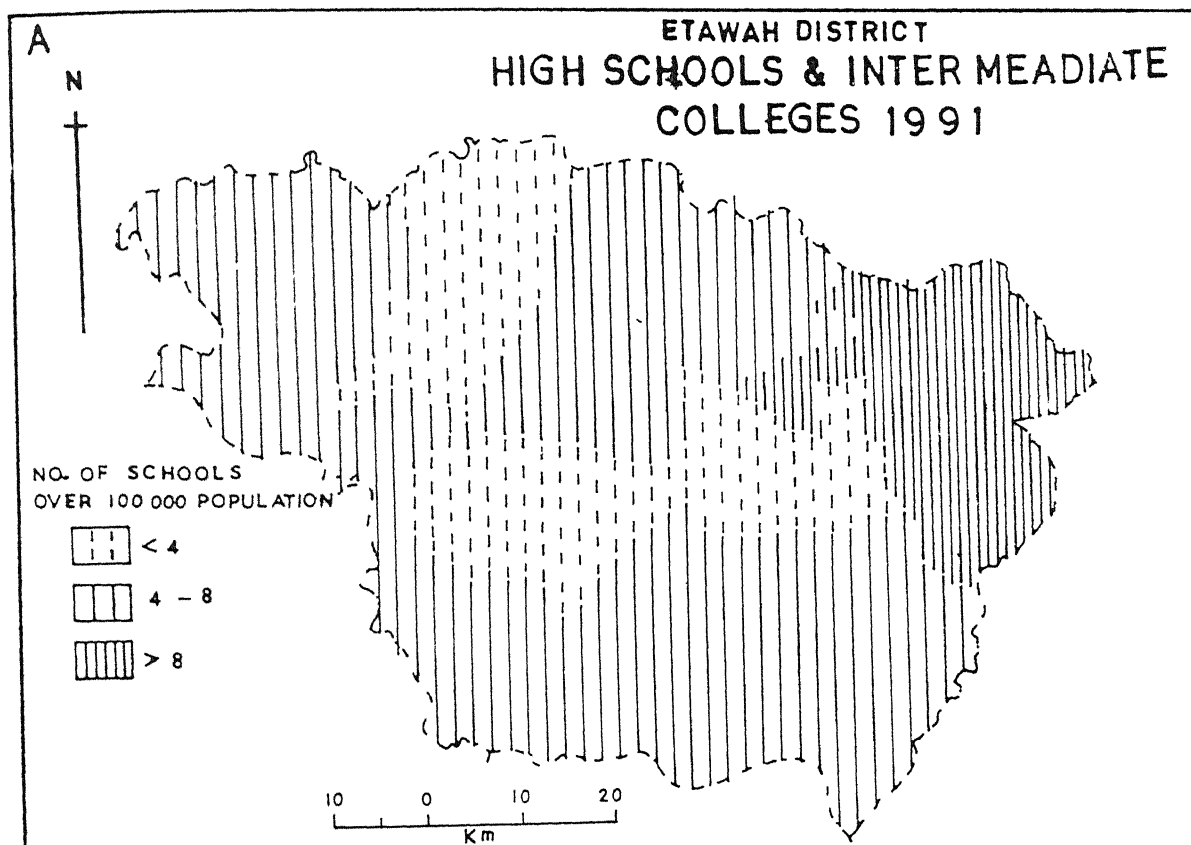 A
ETAWAH DISTRICT
HIGH SCHOOLS & INTER MEADIATE
COLLEGES 1991
N
NO. OF SCHOOLS
OVER 100 000 POPULATION
< 4
4 – 8
> 8
10 0 10 20
Km